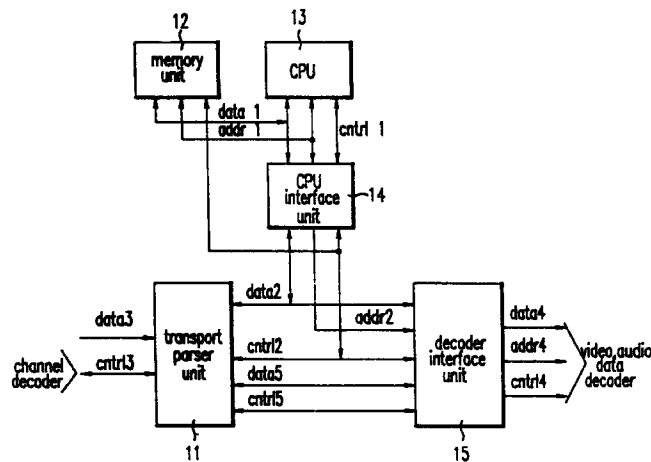 12
13
memory
unit
CPU
data 1
addr 1
cntrl 1
CPU
interface
unit
14
data2
addr2
data3
data4
transport
parser
unit
decoder
interface
unit
cntrl2
addr4
video,audio
data
decoder
channel
decoder
cntrl3
data5
cntrl4
cntrl5
11
15